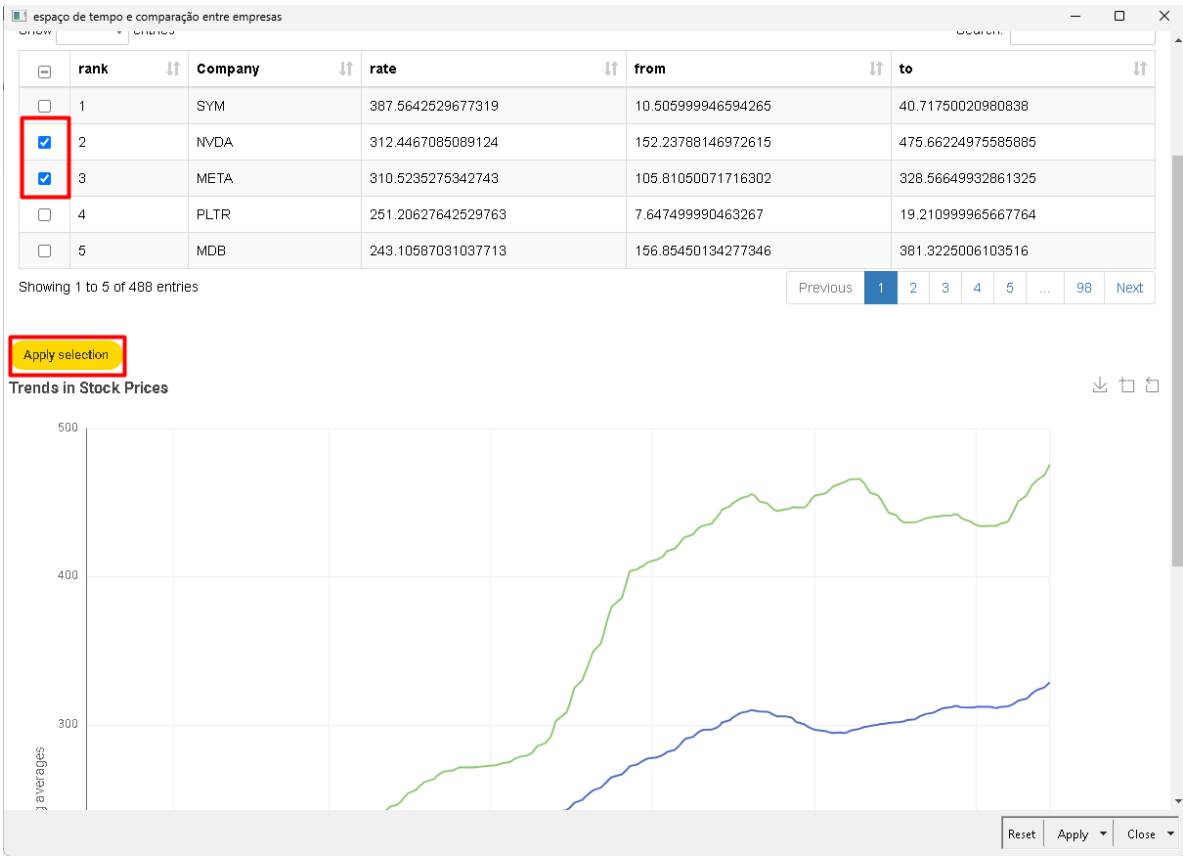 espaço de tempo e comparação entre empresas
Show entries Search:
rank Company rate from to
1 SYM 387.5642529677319 10.505999946594265 40.71750020980838
2 NVDA 312.4467085089124 152.23788146972615 475.66224975585885
3 META 310.5235275342743 105.81050071716302 328.56649932861325
4 PLTR 251.20627642529763 7.647499990463267 19.210999965667764
5 MDB 243.10587031037713 156.85450134277346 381.3225006103516
Showing 1 to 5 of 488 entries
Previous 1 2 3 4 5 ... 98 Next
Apply selection
Trends in Stock Prices
500
400
300
averages
Reset Apply Close